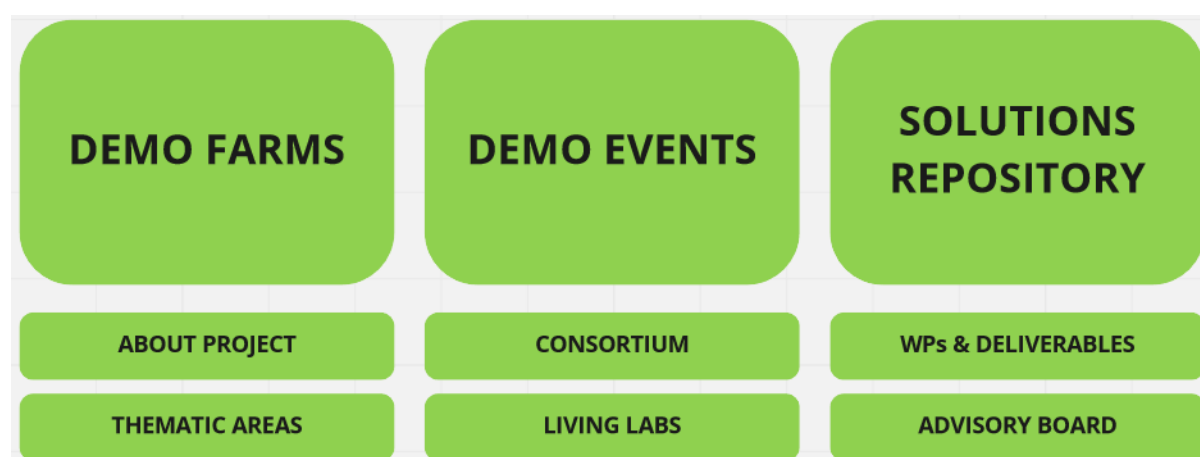 DEMO FARMS
DEMO EVENTS
SOLUTIONS
REPOSITORY
ABOUT PROJECT
CONSORTIUM
WPs & DELIVERABLES
THEMATIC AREAS
LIVING LABS
ADVISORY BOARD